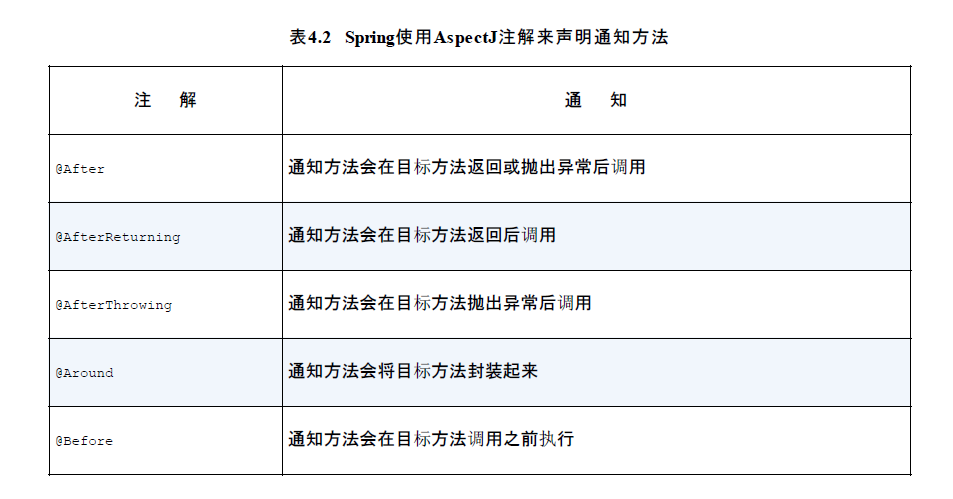 表4.2 Spring使用AspectJ注解来声明通知方法
注 解 通 知
@After 通知方法会在目标方法返回或抛出异常后调用
@AfterReturning 通知方法会在目标方法返回后调用
@AfterThrowing 通知方法会在目标方法抛出异常后调用
@Around 通知方法会将目标方法封装起来
@Before 通知方法会在目标方法调用之前执行